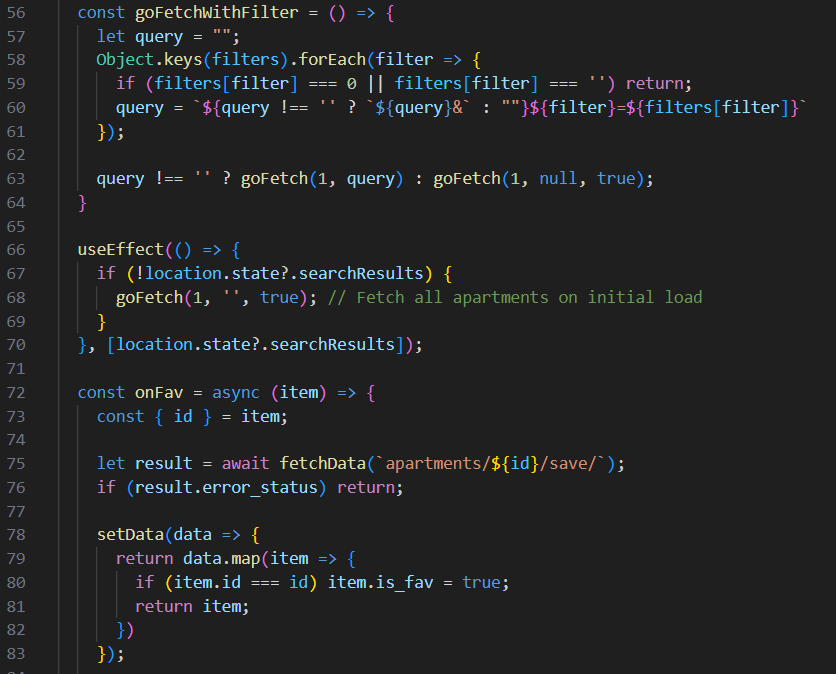 56 const goFetchWithFilter = () => {
57 let query = "";
58 Object.keys(filters).forEach(filter => {
59 if (filters[filter] === 0 || filters[filter] === '') return;
60 query = `${query !== '' ? `${query}&` : ""}${filter}=${filters[filter]}`
61 });
62
63 query !== '' ? goFetch(1, query) : goFetch(1, null, true);
64 }
65
66 useEffect(() => {
67 if (!location.state?.searchResults) {
68 goFetch(1, '', true); // Fetch all apartments on initial load
69 }
70 }, [location.state?.searchResults]);
71
72 const onFav = async (item) => {
73 const { id } = item;
74
75 let result = await fetchData(`apartments/${id}/save/`);
76 if (result.error_status) return;
77
78 setData(data => {
79 return data.map(item => {
80 if (item.id === id) item.is_fav = true;
81 return item;
82 })
83 });